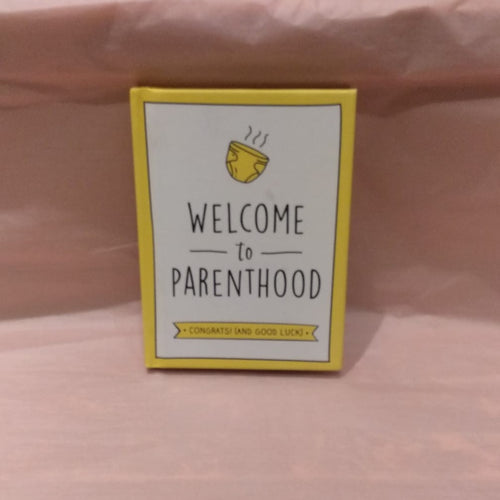 WELCOME
to
PARENTHOOD
• CONGRATS! (AND GOOD LUCK) •